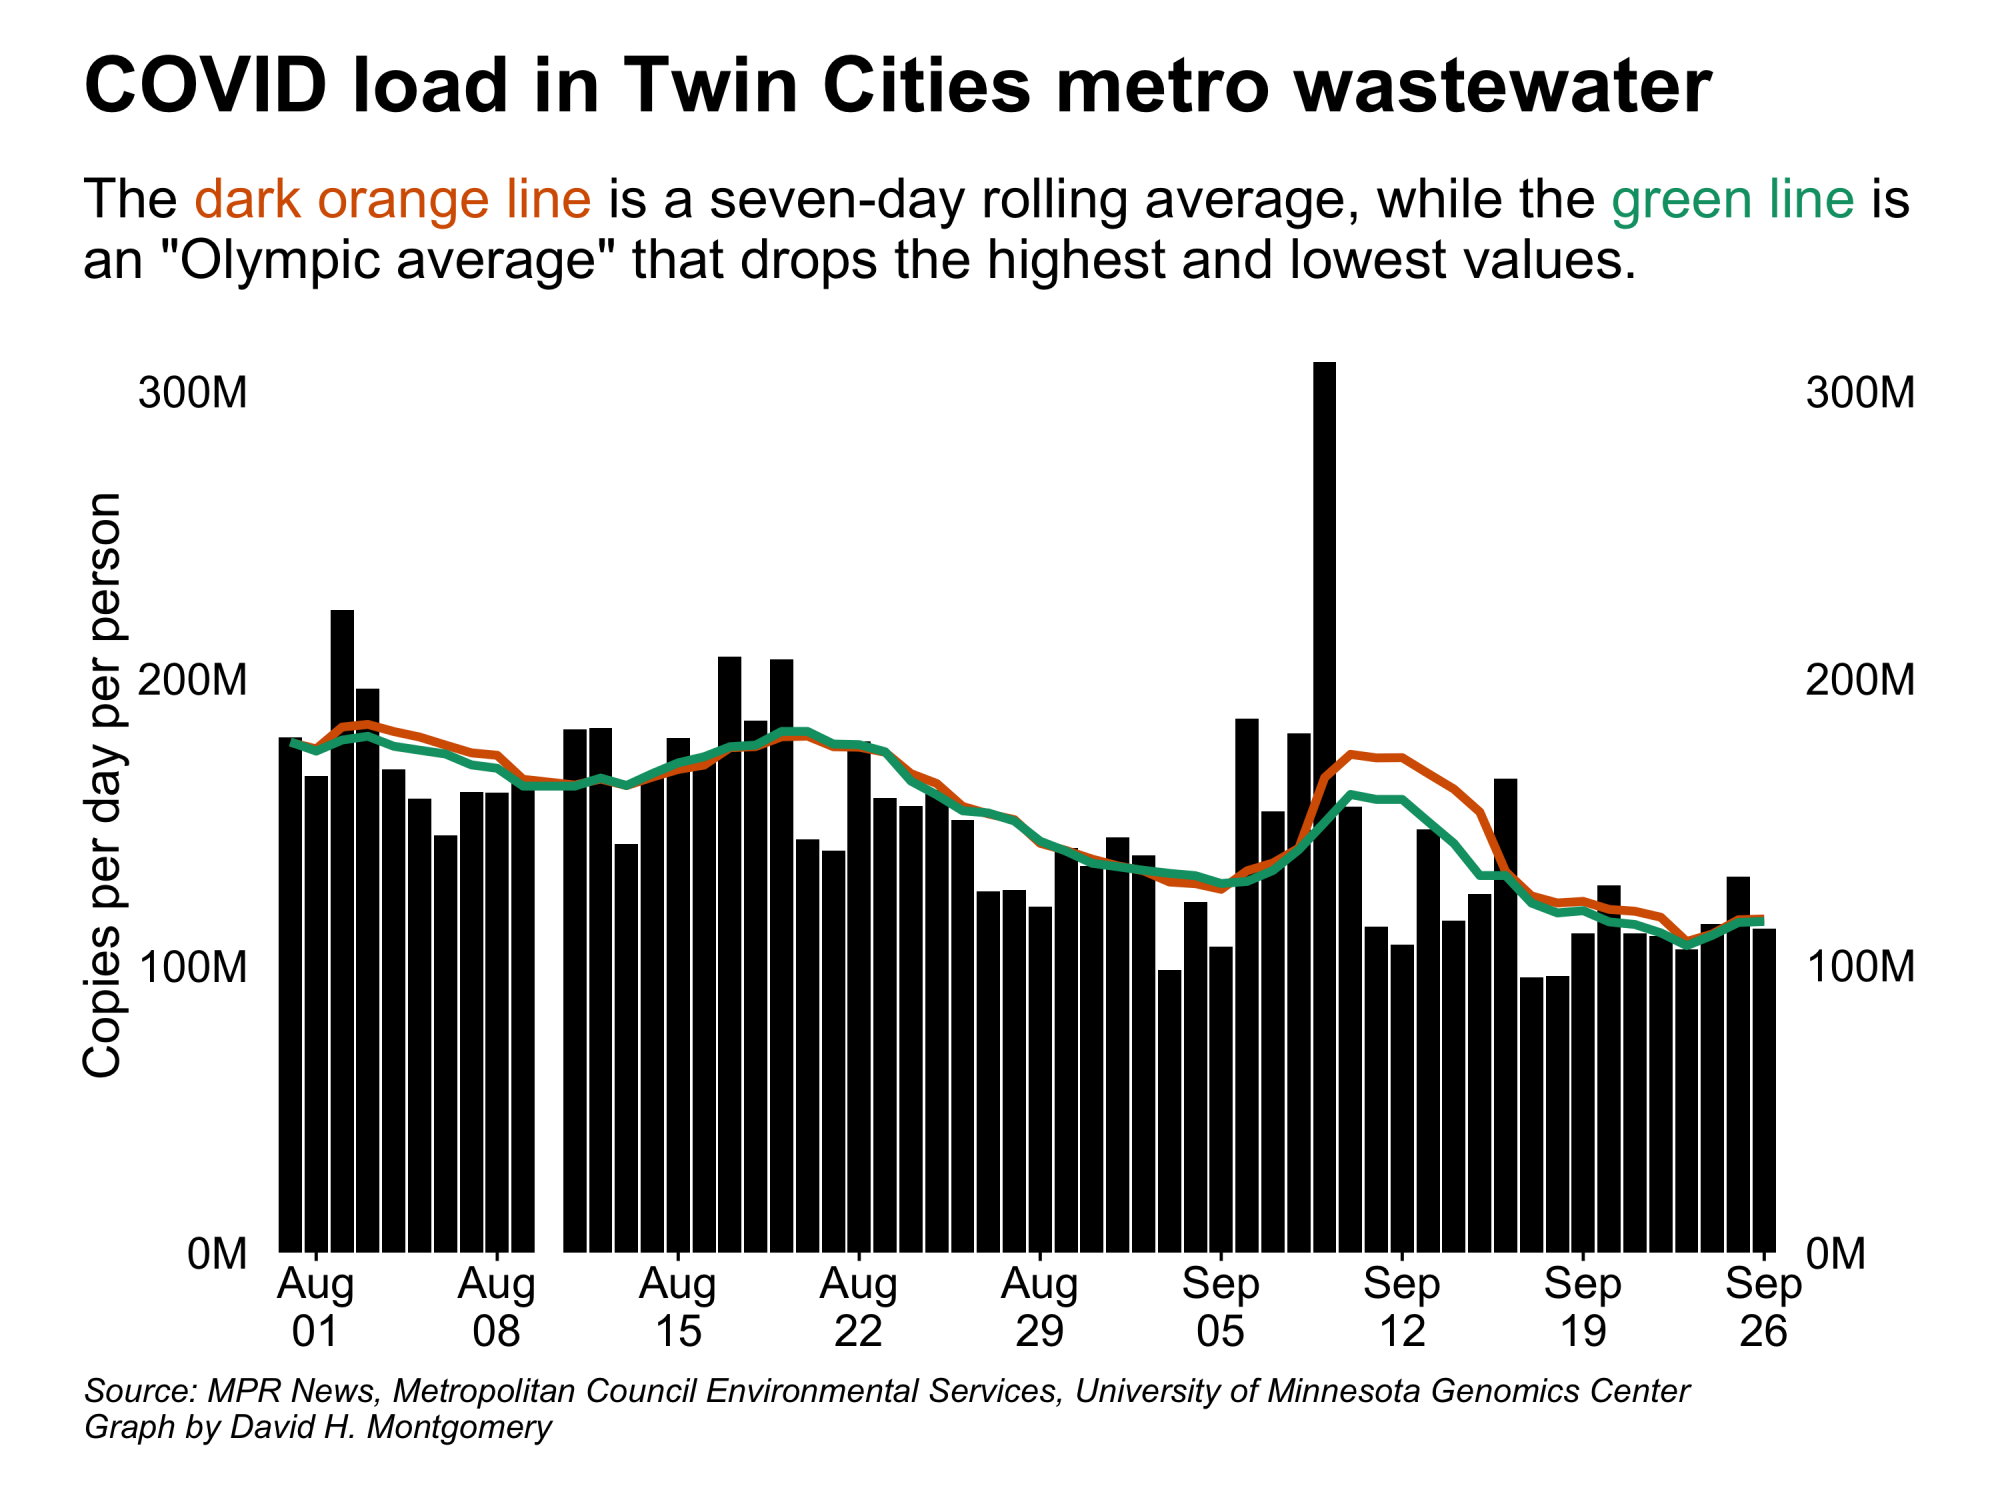 COVID load in Twin Cities metro wastewater
The dark orange line is a seven-day rolling average, while the green line is
an "Olympic average" that drops the highest and lowest values.
Copies per day per person
300M 300M
200M 200M
100M 100M
0M 0M
Aug Aug Aug Aug Aug Sep Sep Sep Sep
01 08 15 22 29 05 12 19 26
Source: MPR News, Metropolitan Council Environmental Services, University of Minnesota Genomics Center
Graph by David H. Montgomery